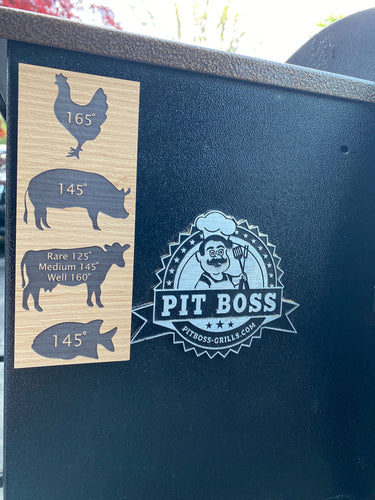 165°
145°
Rare 125°
Medium 145°
Well 160°
145°
PIT BOSS
PITBOSS-GRILLS.COM